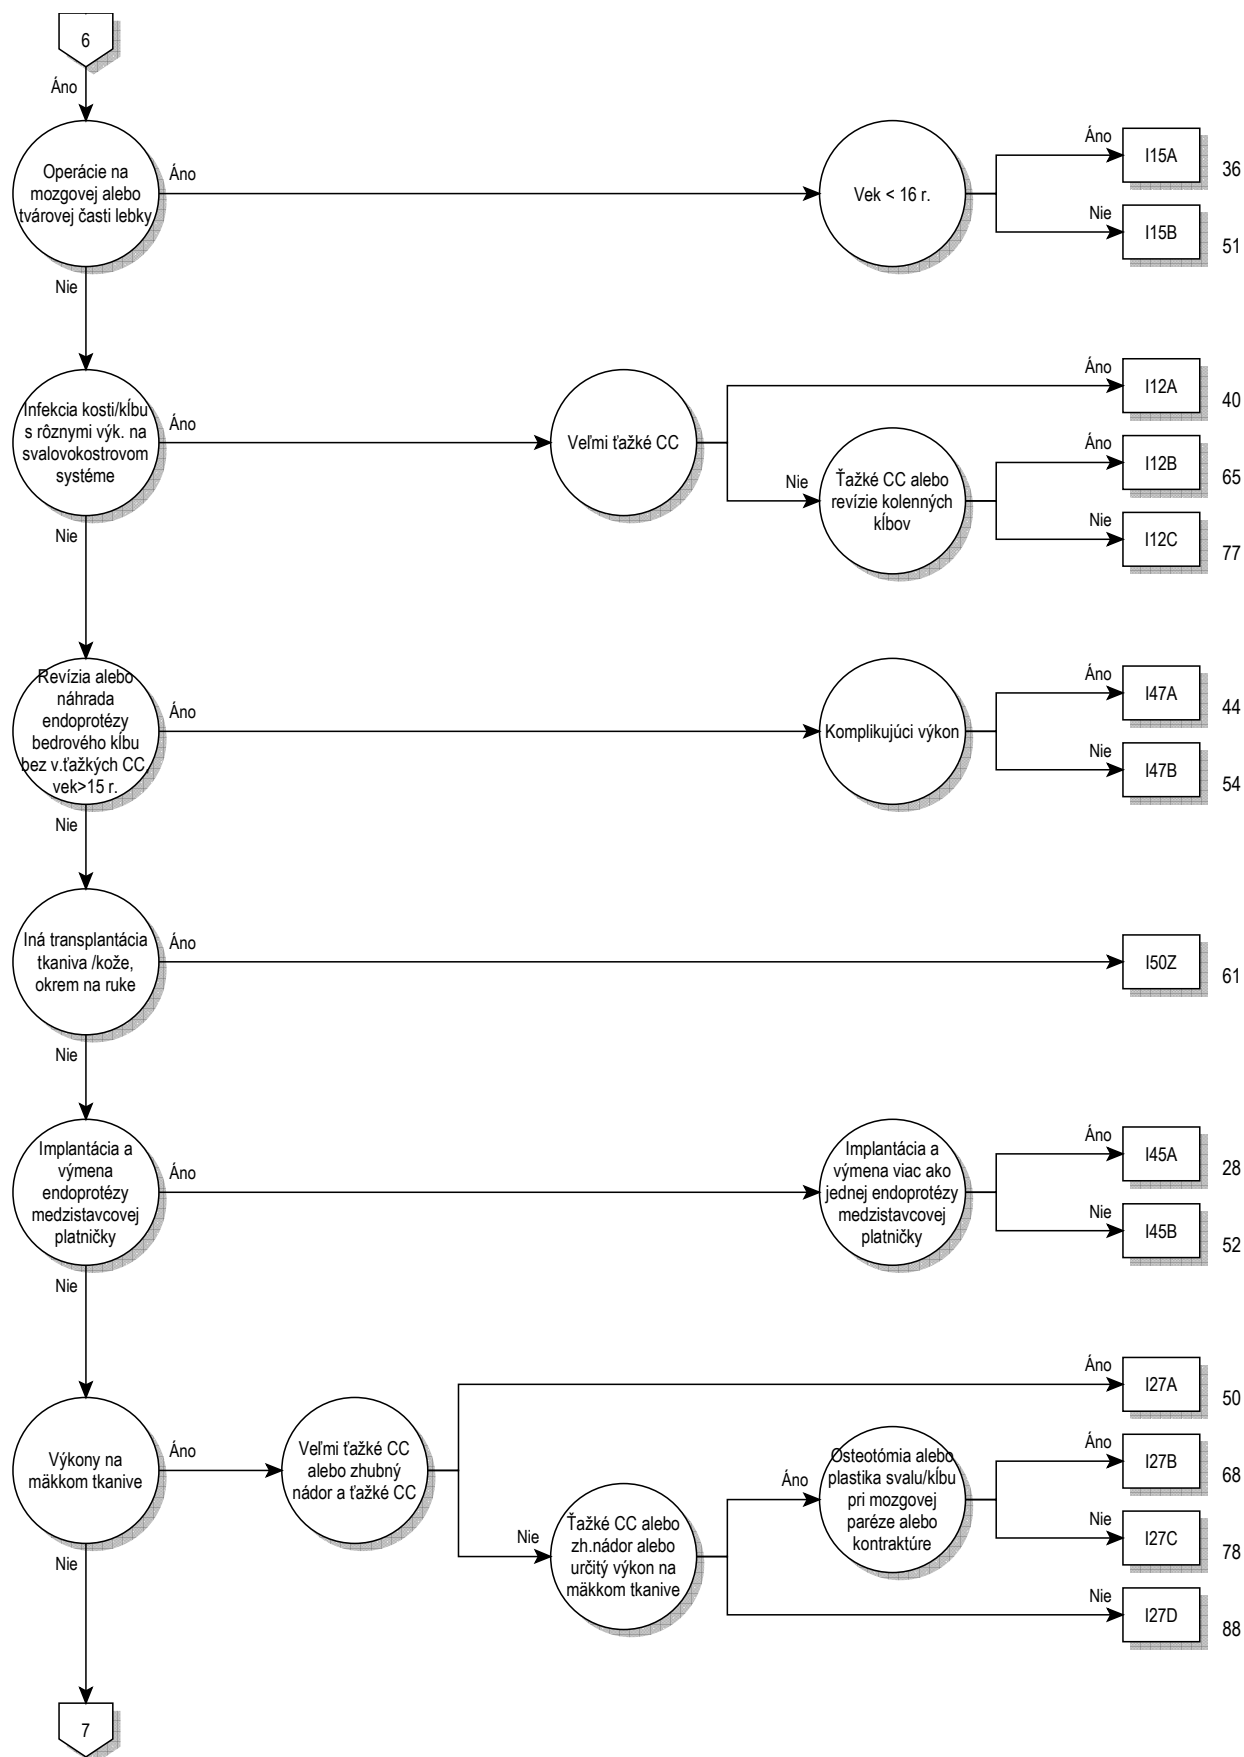 6
Áno
Operácie na
mozgovej alebo
tvárovej časti lebky
Áno
Vek < 16 r.
Áno
I15A
36
Nie
I15B
51
Nie
Infekcia kosti/kĺbu
s rôznymi výk. na
svalovokostrovom
systéme
Áno
Veľmi ťažké CC
Áno
I12A
40
Nie
Ťažké CC alebo
revízie kolenných
kĺbov
Áno
I12B
65
Nie
I12C
77
Nie
Revízia alebo
náhrada
endoprotézy
bedrového kĺbu
bez v.ťažkých CC,
vek>15 r.
Áno
Komplikujúci výkon
Áno
I47A
44
Nie
I47B
54
Nie
Iná transplantácia
tkaniva /kože,
okrem na ruke
Áno
I50Z
61
Nie
Implantácia a
výmena
endoprotézy
medzistavcovej
platničky
Áno
Implantácia a
výmena viac ako
jednej endoprotézy
medzistavcovej
platničky
Áno
I45A
28
Nie
I45B
52
Nie
Výkony na
mäkkom tkanive
Áno
Veľmi ťažké CC
alebo zhubný
nádor a ťažké CC
Áno
I27A
50
Nie
Ťažké CC alebo
zh.nádor alebo
určitý výkon na
mäkkom tkanive
Áno
Osteotómia alebo
plastika svalu/kĺbu
pri mozgovej
paréze alebo
kontraktúre
Áno
I27B
68
Nie
I27C
78
Nie
I27D
88
Nie
7